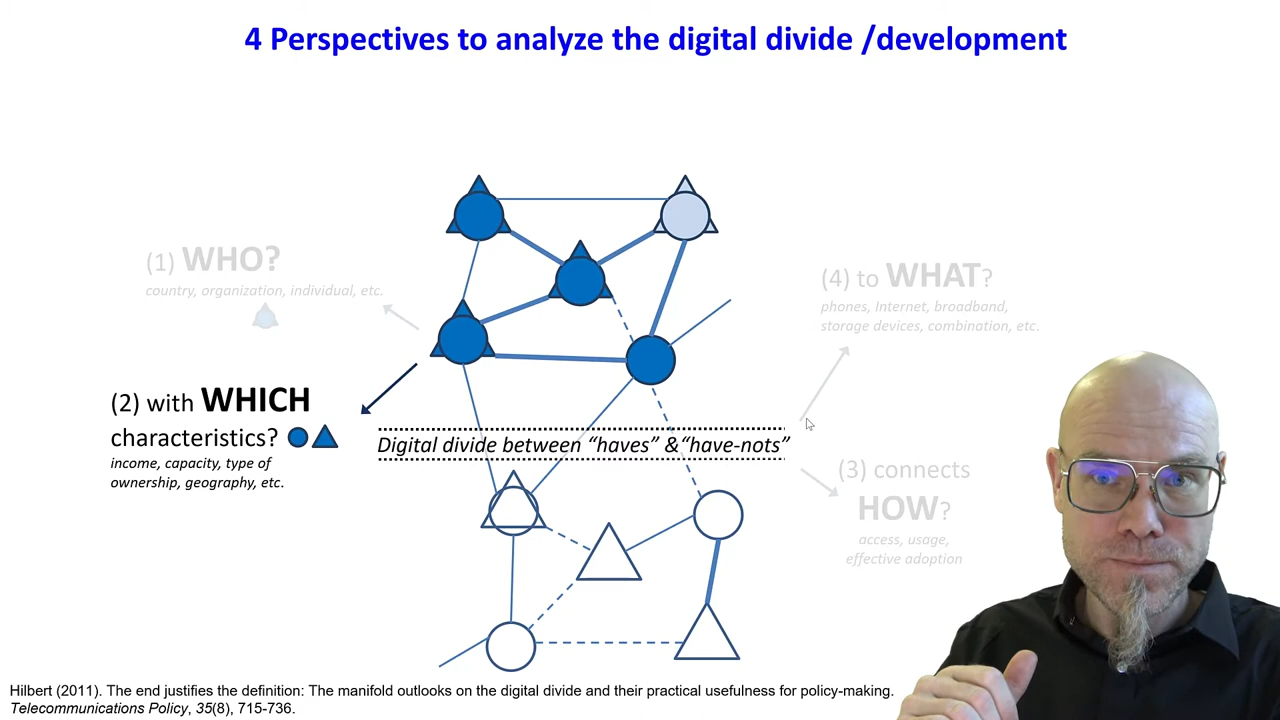 4 Perspectives to analyze the digital divide /development
(1) WHO?
country, organization, individual, etc.
(2) with WHICH
characteristics?
income, capacity, type of
ownership, geography, etc.
Digital divide between “haves” &“have-nots”
(4) to WHAT?
phones, Internet, broadband,
storage devices, combination, etc.
(3) connects
HOW?
access, usage,
effective adoption
Hilbert (2011). The end justifies the definition: The manifold outlooks on the digital divide and their practical usefulness for policy-making.
Telecommunications Policy, 35(8), 715-736.